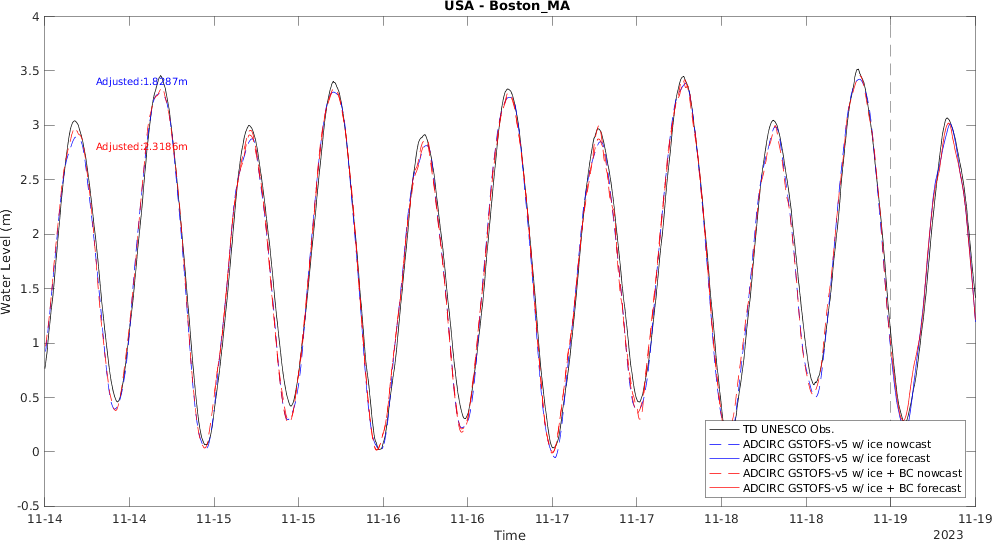 USA - Boston_MA
4
3.5
3
2.5
2
1.5
1
0.5
0
-0.5
Water Level (m)
Adjusted:1.8287m
Adjusted:2.3186m
TD UNESCO Obs.
ADCIRC GSTOFS-v5 w/ ice nowcast
ADCIRC GSTOFS-v5 w/ ice forecast
ADCIRC GSTOFS-v5 w/ ice + BC nowcast
ADCIRC GSTOFS-v5 w/ ice + BC forecast
11-14 11-14 11-15 11-15 11-16 11-16 11-17 11-17 11-18 11-18 11-19 11-19
Time
2023